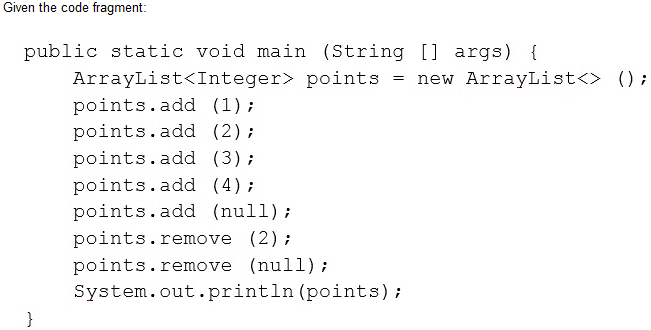 Given the code fragment:
public static void main (String [] args) {
ArrayList<Integer> points = new ArrayList<> ();
points.add (1);
points.add (2);
points.add (3);
points.add (4);
points.add (null);
points.remove (2);
points.remove (null);
System.out.println(points);
}